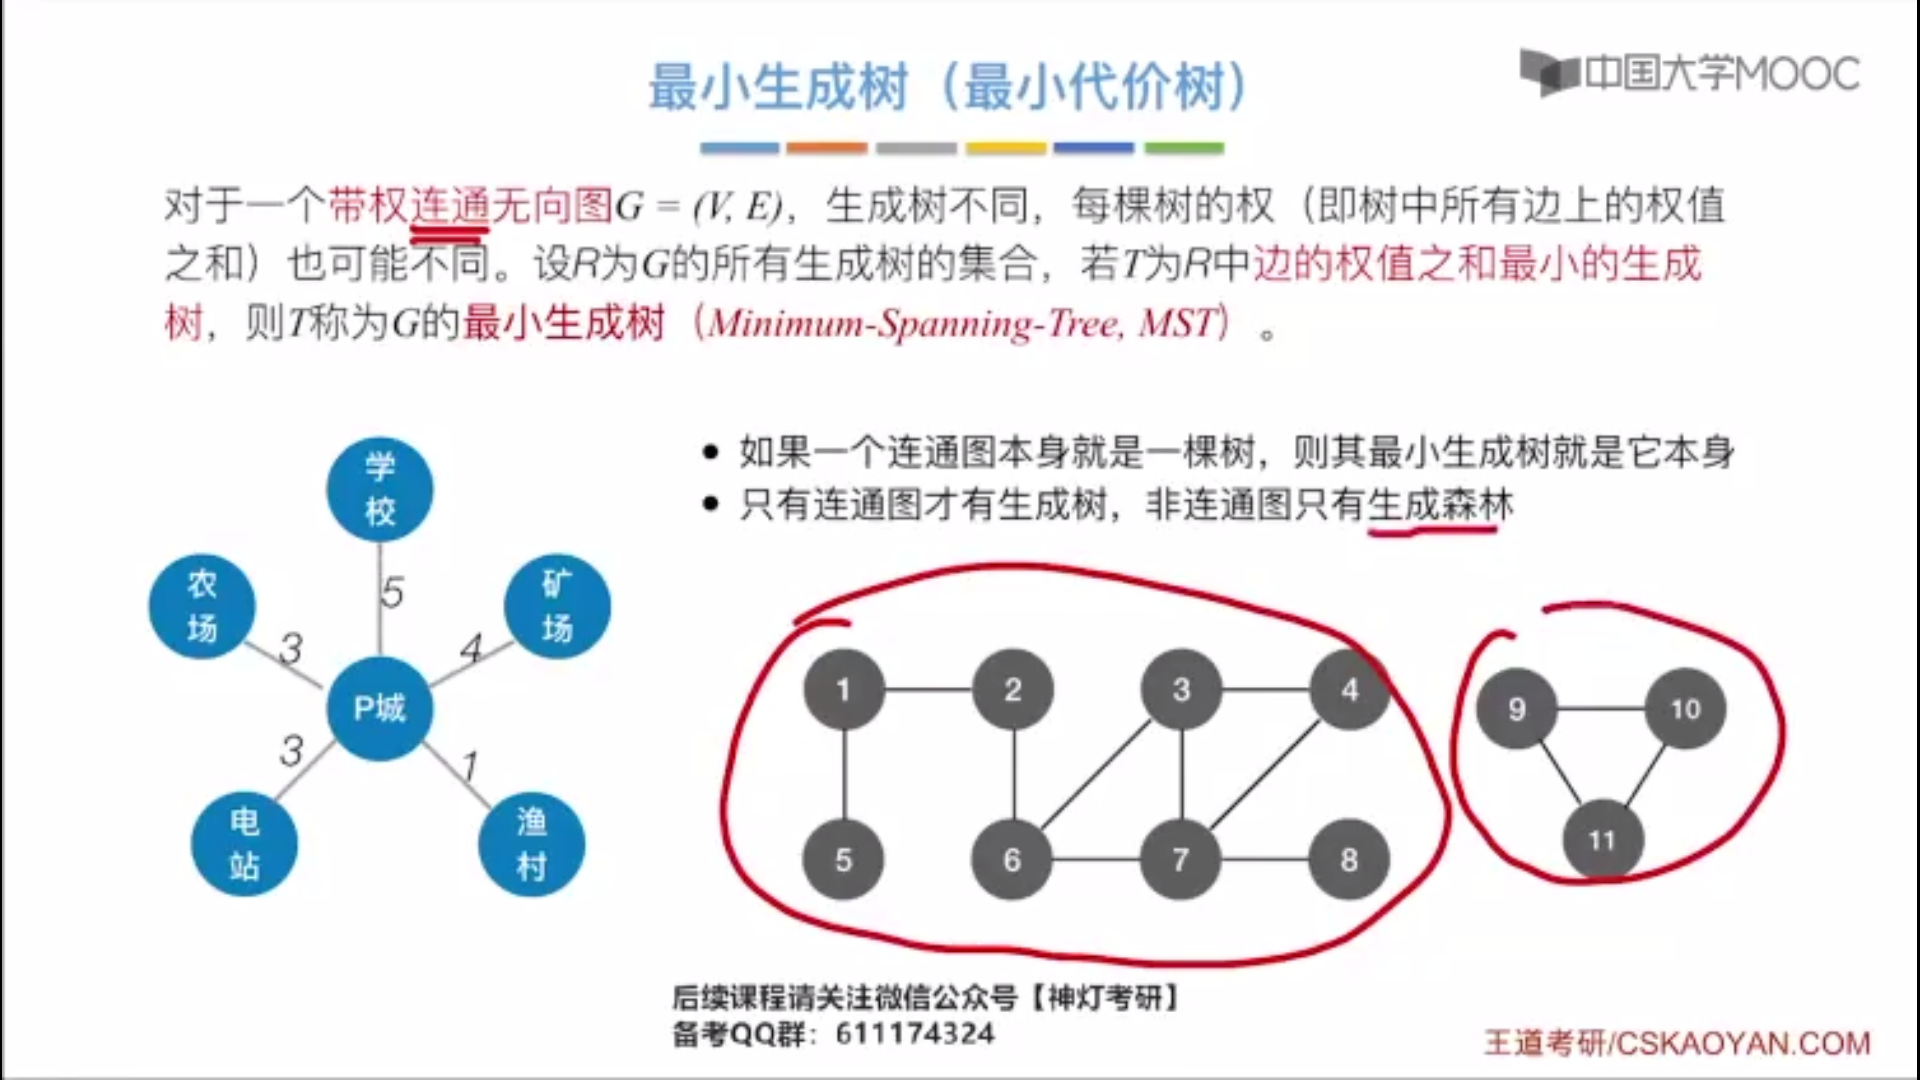 最小生成树（最小代价树）
中国大学MOOC
对于一个带权连通无向图G = (V, E)，生成树不同，每棵树的权（即树中所有边上的权值
之和）也可能不同。设R为G的所有生成树的集合，若T为R中边的权值之和最小的生成
树，则T称为G的最小生成树（Minimum-Spanning-Tree, MST）。
如果一个连通图本身就是一棵树，则其最小生成树就是它本身
只有连通图才有生成树，非连通图只有生成森林
学
校
农
场
矿
场
5
3
4
P城
3
1
电
站
渔
村
1
2
3
4
5
6
7
8
9
10
11
后续课程请关注微信公众号【神灯考研】
备考QQ群：611174324
王道考研/CSKAOYAN.COM